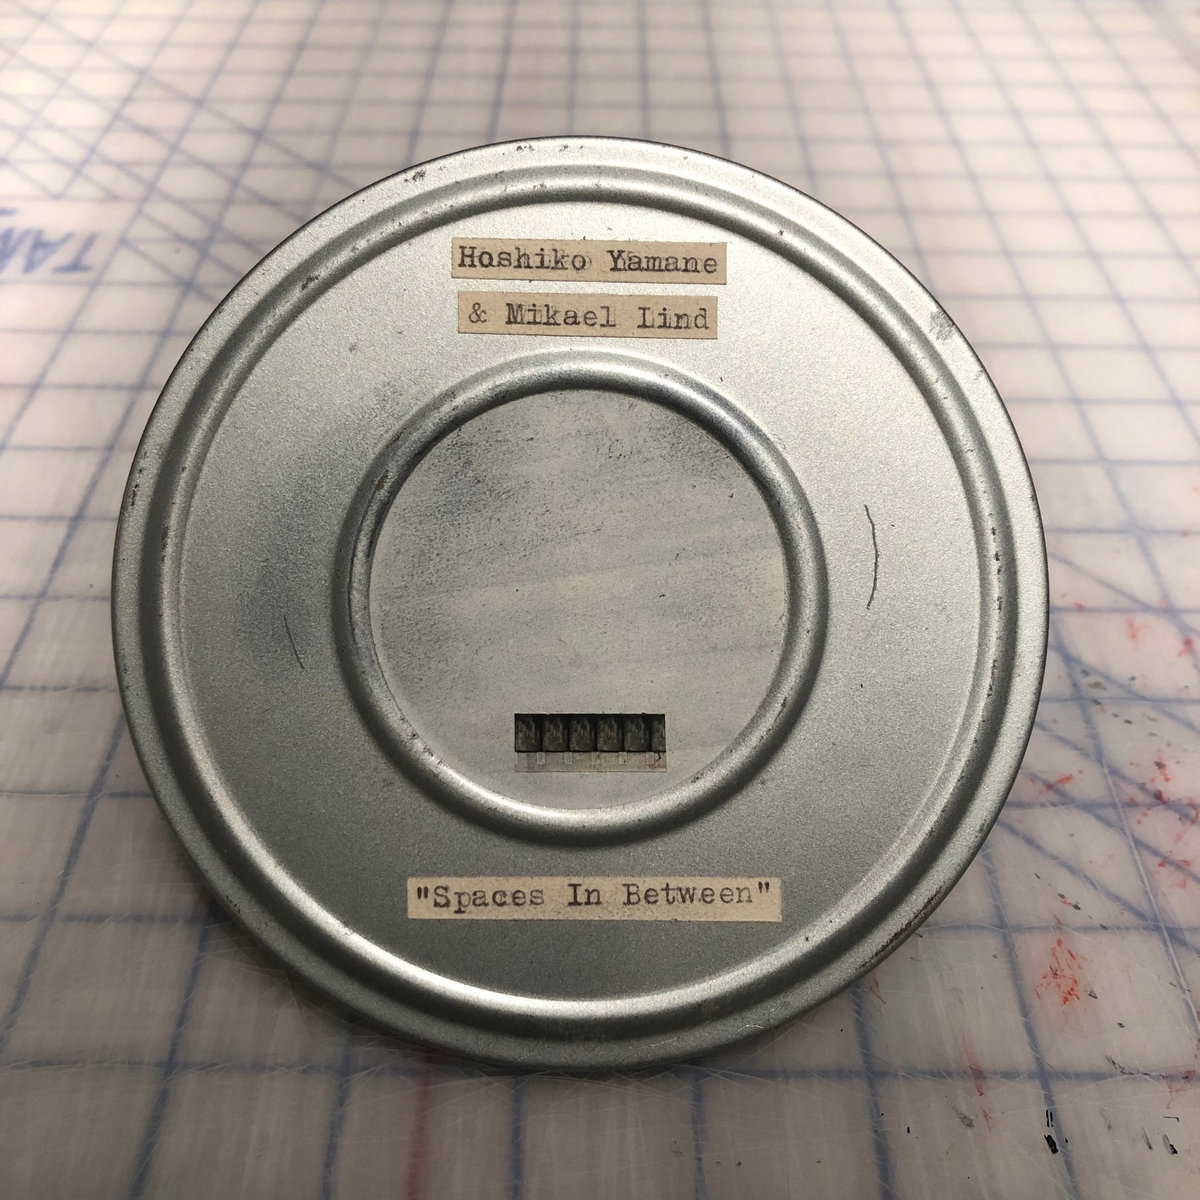 Hoshiko Yamane
& Mikael Lind
"Spaces In Between"